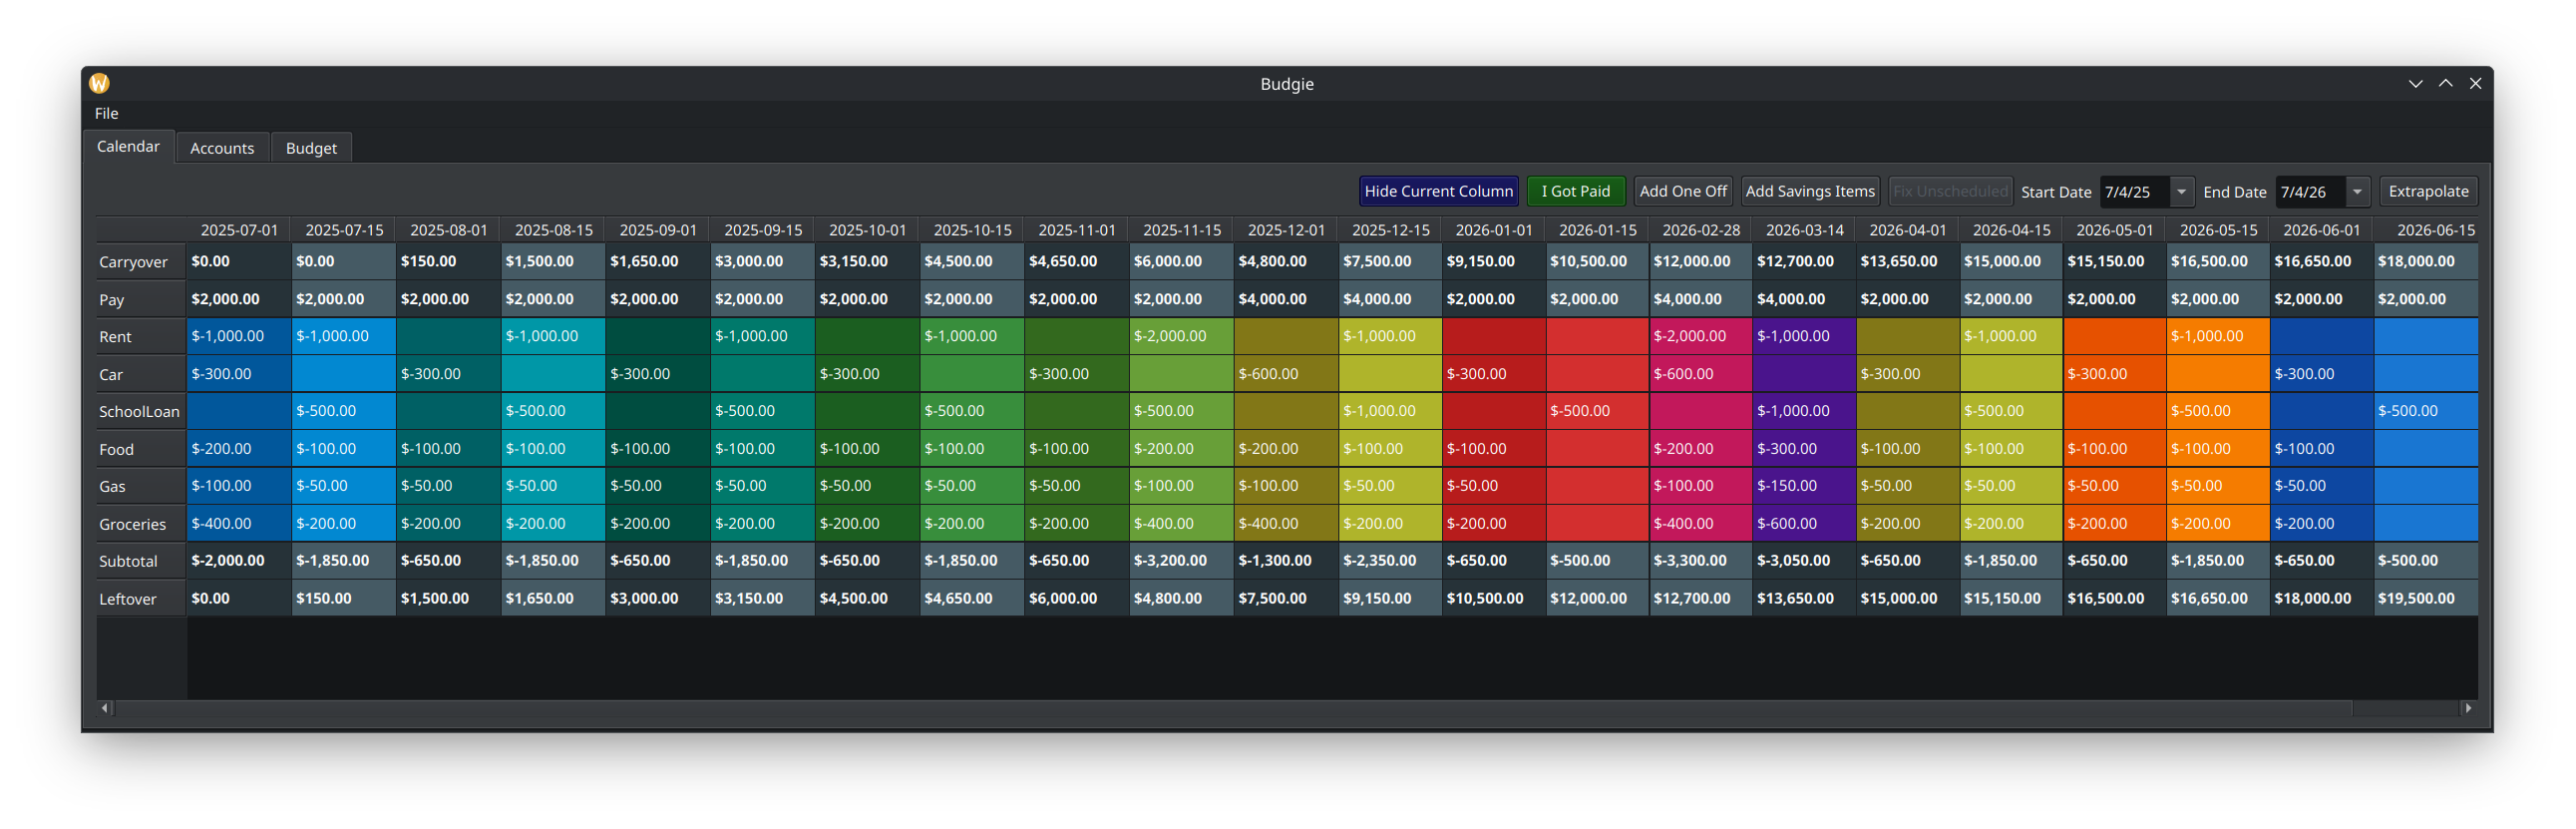 Budgie
File
Calendar Accounts Budget
Hide Current Column I Got Paid Add One Off Add Savings Items Fix Unscheduled Start Date 7/4/25 End Date 7/4/26 Extrapolate
2025-07-01 2025-07-15 2025-08-01 2025-08-15 2025-09-01 2025-09-15 2025-10-01 2025-10-15 2025-11-01 2025-11-15 2025-12-01 2025-12-15 2026-01-01 2026-01-15 2026-02-28 2026-03-14 2026-04-01 2026-04-15 2026-05-01 2026-05-15 2026-06-01 2026-06-15
Carryover $0.00 $0.00 $150.00 $1,500.00 $1,650.00 $3,000.00 $3,150.00 $4,500.00 $4,650.00 $6,000.00 $4,800.00 $7,500.00 $9,150.00 $10,500.00 $12,000.00 $12,700.00 $13,650.00 $15,000.00 $15,150.00 $16,500.00 $16,650.00 $18,000.00
Pay $2,000.00 $2,000.00 $2,000.00 $2,000.00 $2,000.00 $2,000.00 $2,000.00 $2,000.00 $2,000.00 $2,000.00 $4,000.00 $4,000.00 $2,000.00 $2,000.00 $4,000.00 $4,000.00 $2,000.00 $2,000.00 $2,000.00 $2,000.00 $2,000.00 $2,000.00
Rent $-1,000.00 $-1,000.00 $-1,000.00 $-1,000.00 $-1,000.00 $-2,000.00 $-1,000.00 $-2,000.00 $-1,000.00 $-1,000.00 $-1,000.00
Car $-300.00 $-300.00 $-300.00 $-300.00 $-300.00 $-600.00 $-300.00 $-600.00 $-300.00 $-300.00 $-300.00
SchoolLoan $-500.00 $-500.00 $-500.00 $-500.00 $-500.00 $-1,000.00 $-500.00 $-1,000.00 $-500.00 $-500.00 $-500.00
Food $-200.00 $-100.00 $-100.00 $-100.00 $-100.00 $-100.00 $-100.00 $-100.00 $-100.00 $-200.00 $-200.00 $-100.00 $-100.00 $-200.00 $-300.00 $-100.00 $-100.00 $-100.00 $-100.00 $-100.00
Gas $-100.00 $-50.00 $-50.00 $-50.00 $-50.00 $-50.00 $-50.00 $-50.00 $-50.00 $-100.00 $-100.00 $-50.00 $-50.00 $-100.00 $-150.00 $-50.00 $-50.00 $-50.00 $-50.00 $-50.00
Groceries $-400.00 $-200.00 $-200.00 $-200.00 $-200.00 $-200.00 $-200.00 $-200.00 $-200.00 $-400.00 $-400.00 $-200.00 $-200.00 $-400.00 $-600.00 $-200.00 $-200.00 $-200.00 $-200.00 $-200.00
Subtotal $-2,000.00 $-1,850.00 $-650.00 $-1,850.00 $-650.00 $-1,850.00 $-650.00 $-1,850.00 $-650.00 $-3,200.00 $-1,300.00 $-2,350.00 $-650.00 $-500.00 $-3,300.00 $-3,050.00 $-650.00 $-1,850.00 $-650.00 $-1,850.00 $-650.00 $-500.00
Leftover $0.00 $150.00 $1,500.00 $1,650.00 $3,000.00 $3,150.00 $4,500.00 $4,650.00 $6,000.00 $4,800.00 $7,500.00 $9,150.00 $10,500.00 $12,000.00 $12,700.00 $13,650.00 $15,000.00 $15,150.00 $16,500.00 $16,650.00 $18,000.00 $19,500.00